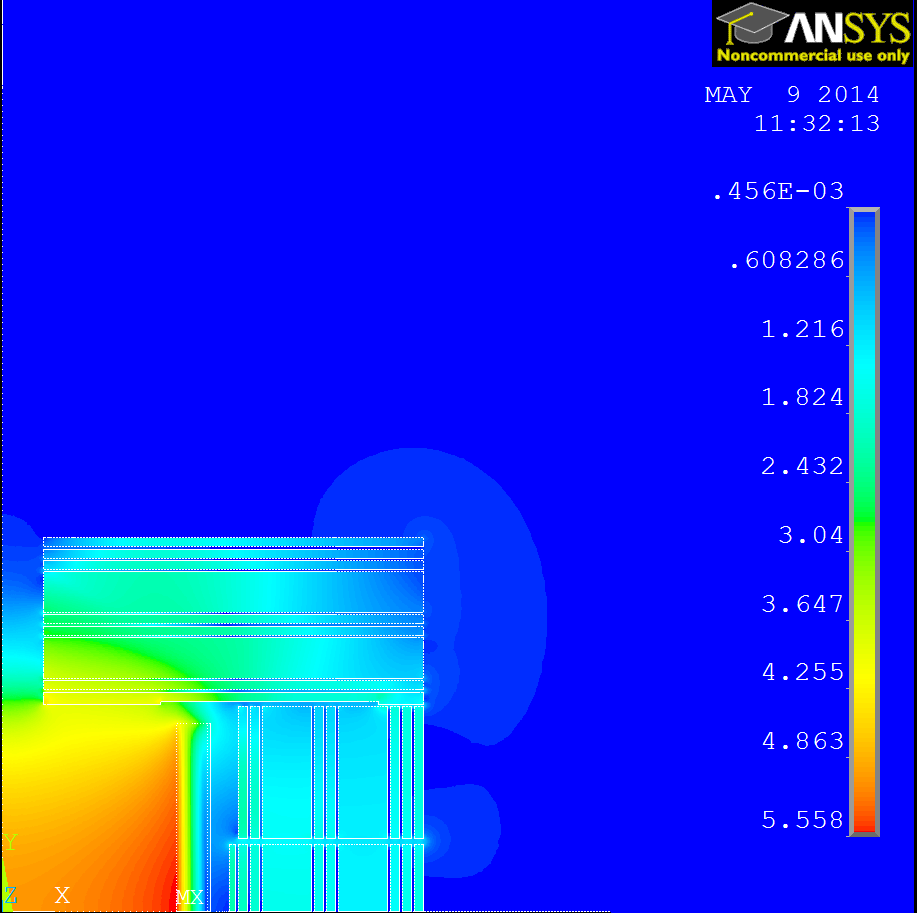 ANSYS
Noncommercial use only
MAY 9 2014
11:32:13
.456E-03
.608286
1.216
1.824
2.432
3.04
3.647
4.255
4.863
5.558
Y
Z X MX